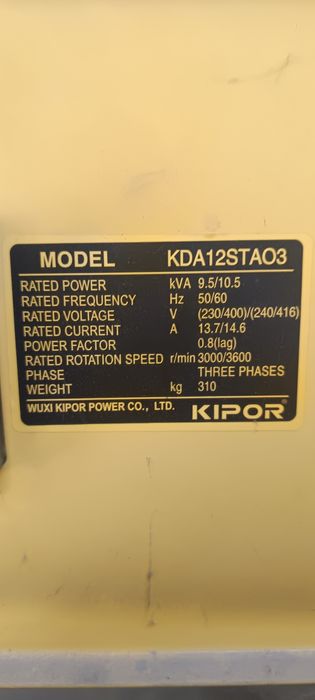 MODEL KDA12STAO3
RATED POWER kVA 9.5/10.5
RATED FREQUENCY Hz 50/60
RATED VOLTAGE V (230/400)/(240/416)
RATED CURRENT A 13.7/14.6
POWER FACTOR 0.8(lag)
RATED ROTATION SPEED r/min 3000/3600
PHASE THREE PHASES
WEIGHT kg 310
WUXI KIPOR POWER CO., LTD. KIPOR®